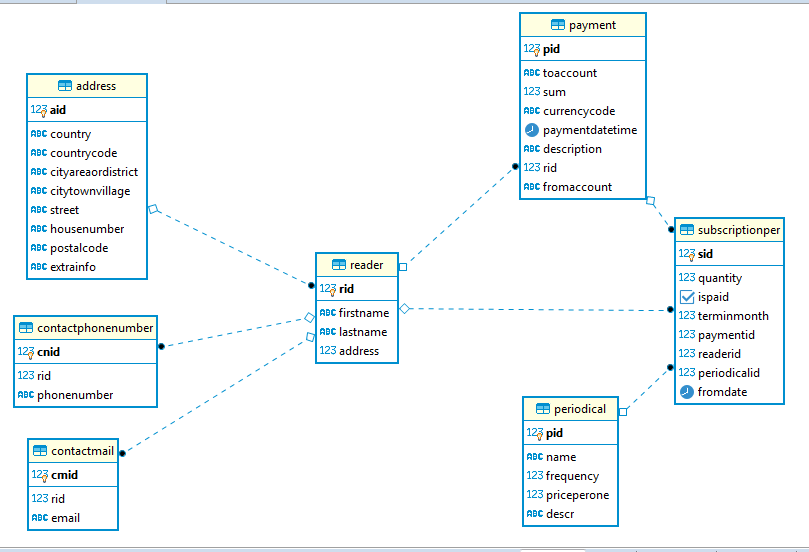 payment
123 pid
ABC toaccount
123 sum
ABC currencycode
paymentdatetime
ABC description
123 rid
ABC fromaccount
address
123 aid
ABC country
ABC countrycode
ABC cityareaordistrict
ABC citytownvillage
ABC street
ABC housenumber
ABC postalcode
ABC extrainfo
subscriptionper
123 sid
123 quantity
ispaid
123 terminmonth
123 paymentid
123 readerid
123 periodicalid
fromdate
reader
123 rid
ABC firstname
ABC lastname
123 address
contactphonenumber
123 cnid
123 rid
ABC phonenumber
periodical
123 pid
ABC name
123 frequency
123 priceperone
ABC descr
contactmail
123 cmid
123 rid
ABC email